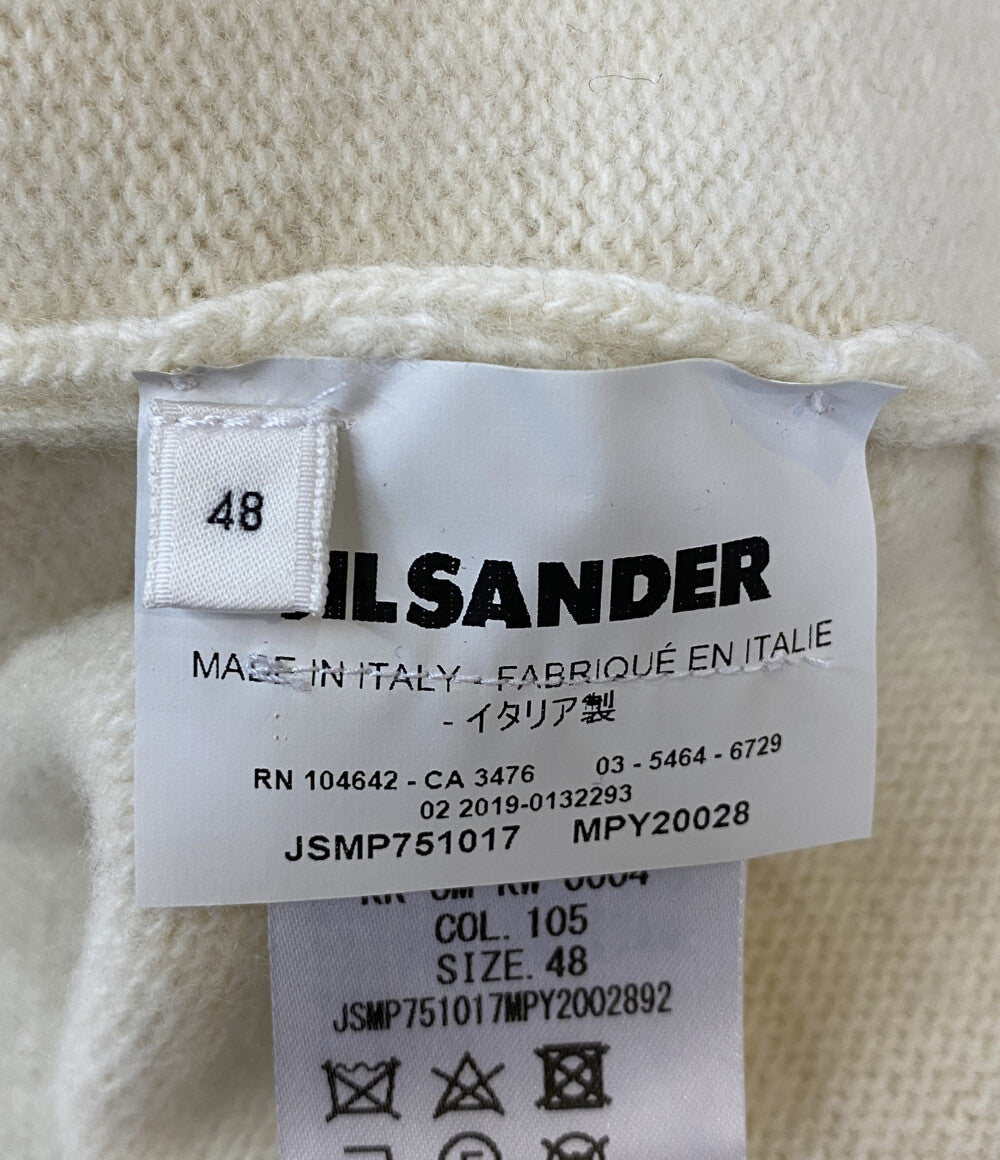 48
JILSANDER
MADE IN ITALY - FABRIQUÉ EN ITALIE
- イタリア製
RN 104642 - CA 3476 03 - 5464 - 6729
02 2019-0132293
JSMP751017 MPY20028
COL. 105
SIZE. 48
JSMP751017MPY2002892